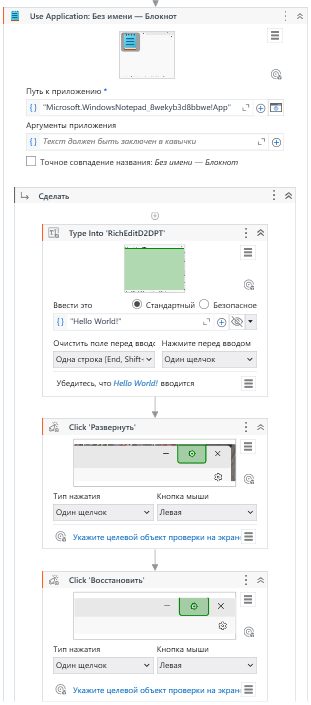 Use Application: Без имени — Блокнот
Путь к приложению *
"Microsoft.WindowsNotepad_8wekyb3d8bbwe!App"
Аргументы приложения
Текст должен быть заключен в кавычки
Точное совпадение названия: Без имени — Блокнот
Сделать
Type Into 'RichEditD2DPT'
Ввести это Стандартный Безопасное
"Hello World!"
Очистить поле перед вводо Нажмите перед вводом
Одна строка [End, Shift- Один щелчок
Убедитесь, что Hello World! вводится
Click 'Развернуть'
Тип нажатия Кнопка мыши
Один щелчок Левая
Укажите целевой объект проверки на экран
Click 'Восстановить'
Тип нажатия Кнопка мыши
Один щелчок Левая
Укажите целевой объект проверки на экран